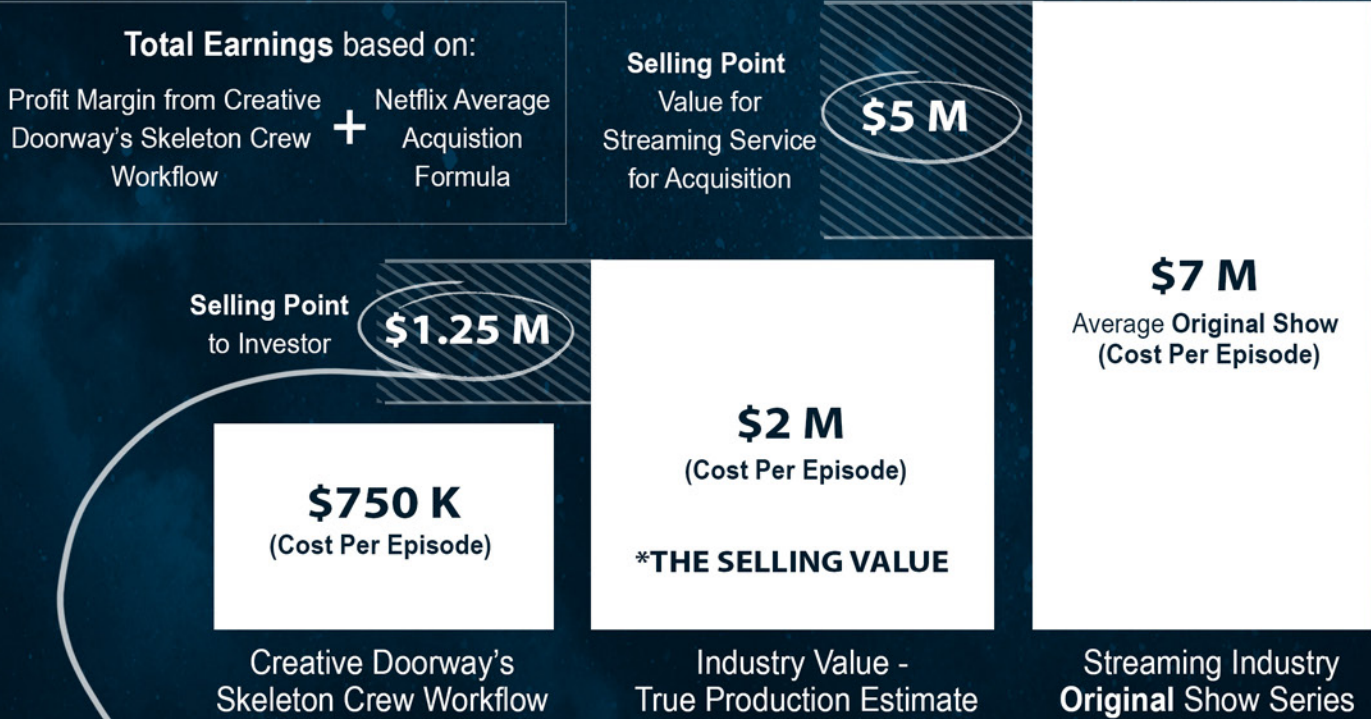 Total Earnings based on:
Profit Margin from Creative
Doorway's Skeleton Crew
Workflow
+
Netflix Average
Acquistion
Formula
Selling Point
Value for
Streaming Service
for Acquisition
$5 M
Selling Point
to Investor
$1.25 M
$750 K
(Cost Per Episode)
Creative Doorway's
Skeleton Crew Workflow
$2 M
(Cost Per Episode)
*THE SELLING VALUE
Industry Value -
True Production Estimate
$7 M
Average Original Show
(Cost Per Episode)
Streaming Industry
Original Show Series